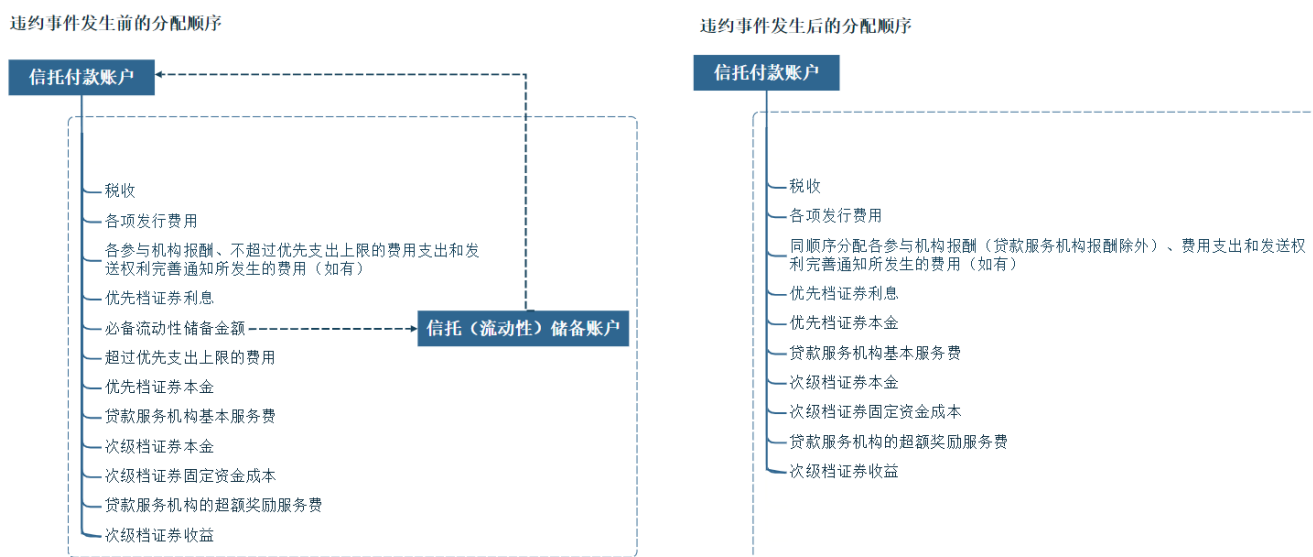 违约事件发生前的分配顺序
信托付款账户
税收
各项发行费用
各参与机构报酬、不超过优先支出上限的费用支出和发
送权利完善通知所发生的费用（如有）
优先档证券利息
必备流动性储备金额
信托（流动性）储备账户
超过优先支出上限的费用
优先档证券本金
贷款服务机构基本服务费
次级档证券本金
次级档证券固定资金成本
贷款服务机构的超额奖励服务费
次级档证券收益
违约事件发生后的分配顺序
信托付款账户
税收
各项发行费用
同顺序分配各参与机构报酬（贷款服务机构报酬除外）、费用支出和发送权
利完善通知所发生的费用（如有）
优先档证券利息
优先档证券本金
贷款服务机构基本服务费
次级档证券本金
次级档证券固定资金成本
贷款服务机构的超额奖励服务费
次级档证券收益